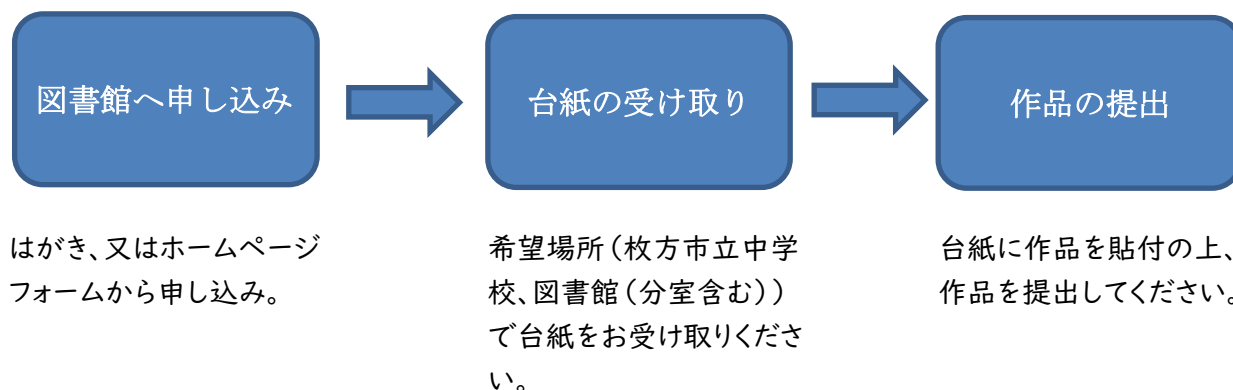 図書館へ申し込み
台紙の受け取り
作品の提出
はがき、又はホームページ
フォームから申し込み。
希望場所(枚方市立中学
校、図書館(分室含む))
で台紙をお受け取りくださ
い。
台紙に作品を貼付の上、
作品を提出してください。